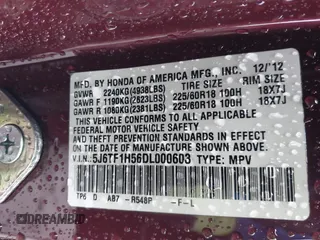 MFD. BY HONDA OF AMERICA MFG., INC. 12/'12
GVWR 2240KG(4938LBS) TIRE SIZE RIM SIZE
GAWR F 1190KG(2623LBS) 225/60R18 100H 18X7J
GAWR R 1080KG(2381LBS) 225/60R18 100H 18X7J
THIS VEHICLE CONFORMS TO ALL APPLICABLE
FEDERAL MOTOR VEHICLE SAFETY, BUMPER,
& THEFT PREVENTION STANDARDS IN EFFECT ON
THE DATE OF MANUFACTURE SHOWN ABOVE.
V.I.N.: 5J6TF1H56DL000603 TYPE: MPV
TP6 D AB7 -R548P -F-L
DREAMBID